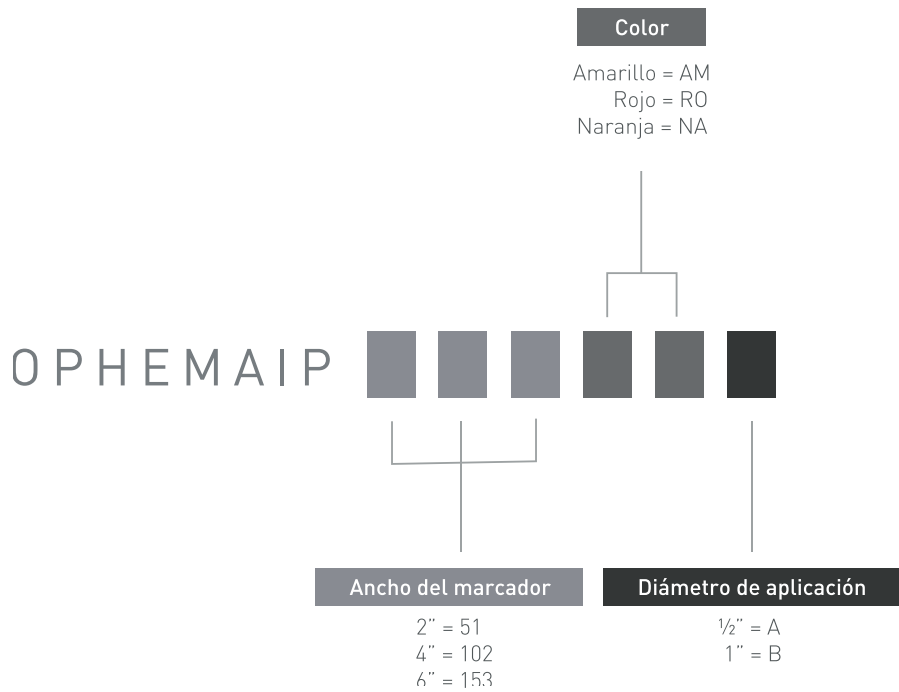 Color
Amarillo = AM
Rojo = RO
Naranja = NA
OPHEMAIP
Ancho del marcador
2” = 51
4” = 102
6” = 153
Diámetro de aplicación
½” = A
1” = B